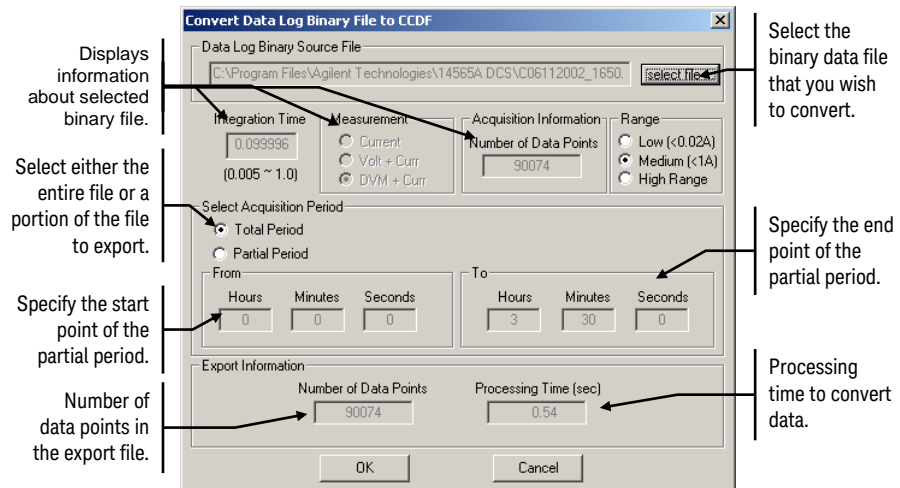 Convert Data Log Binary File to CCDF
Data Log Binary Source File
C:\Program Files\Agilent Technologies\14565A DCS\C06112002_1650.
select file
Select the
binary data file
that you wish
to convert.
Displays
information
about selected
binary file.
Integration Time
0.099996
(0.005 ~ 1.0)
Measurement
Current
Volt + Curr
DVM + Curr
Acquisition Information
Number of Data Points
90074
Range
Low (<0.02A)
Medium (<1A)
High Range
Select either the
entire file or a
portion of the file
to export.
Select Acquisition Period
Total Period
Partial Period
Specify the end
point of the
partial period.
Specify the start
point of the
partial period.
From
Hours Minutes Seconds
0 0 0
To
Hours Minutes Seconds
3 30 0
Export Information
Number of Data Points
90074
Processing Time (sec)
0.54
Number of
data points in
the export file.
Processing
time to convert
data.
OK
Cancel